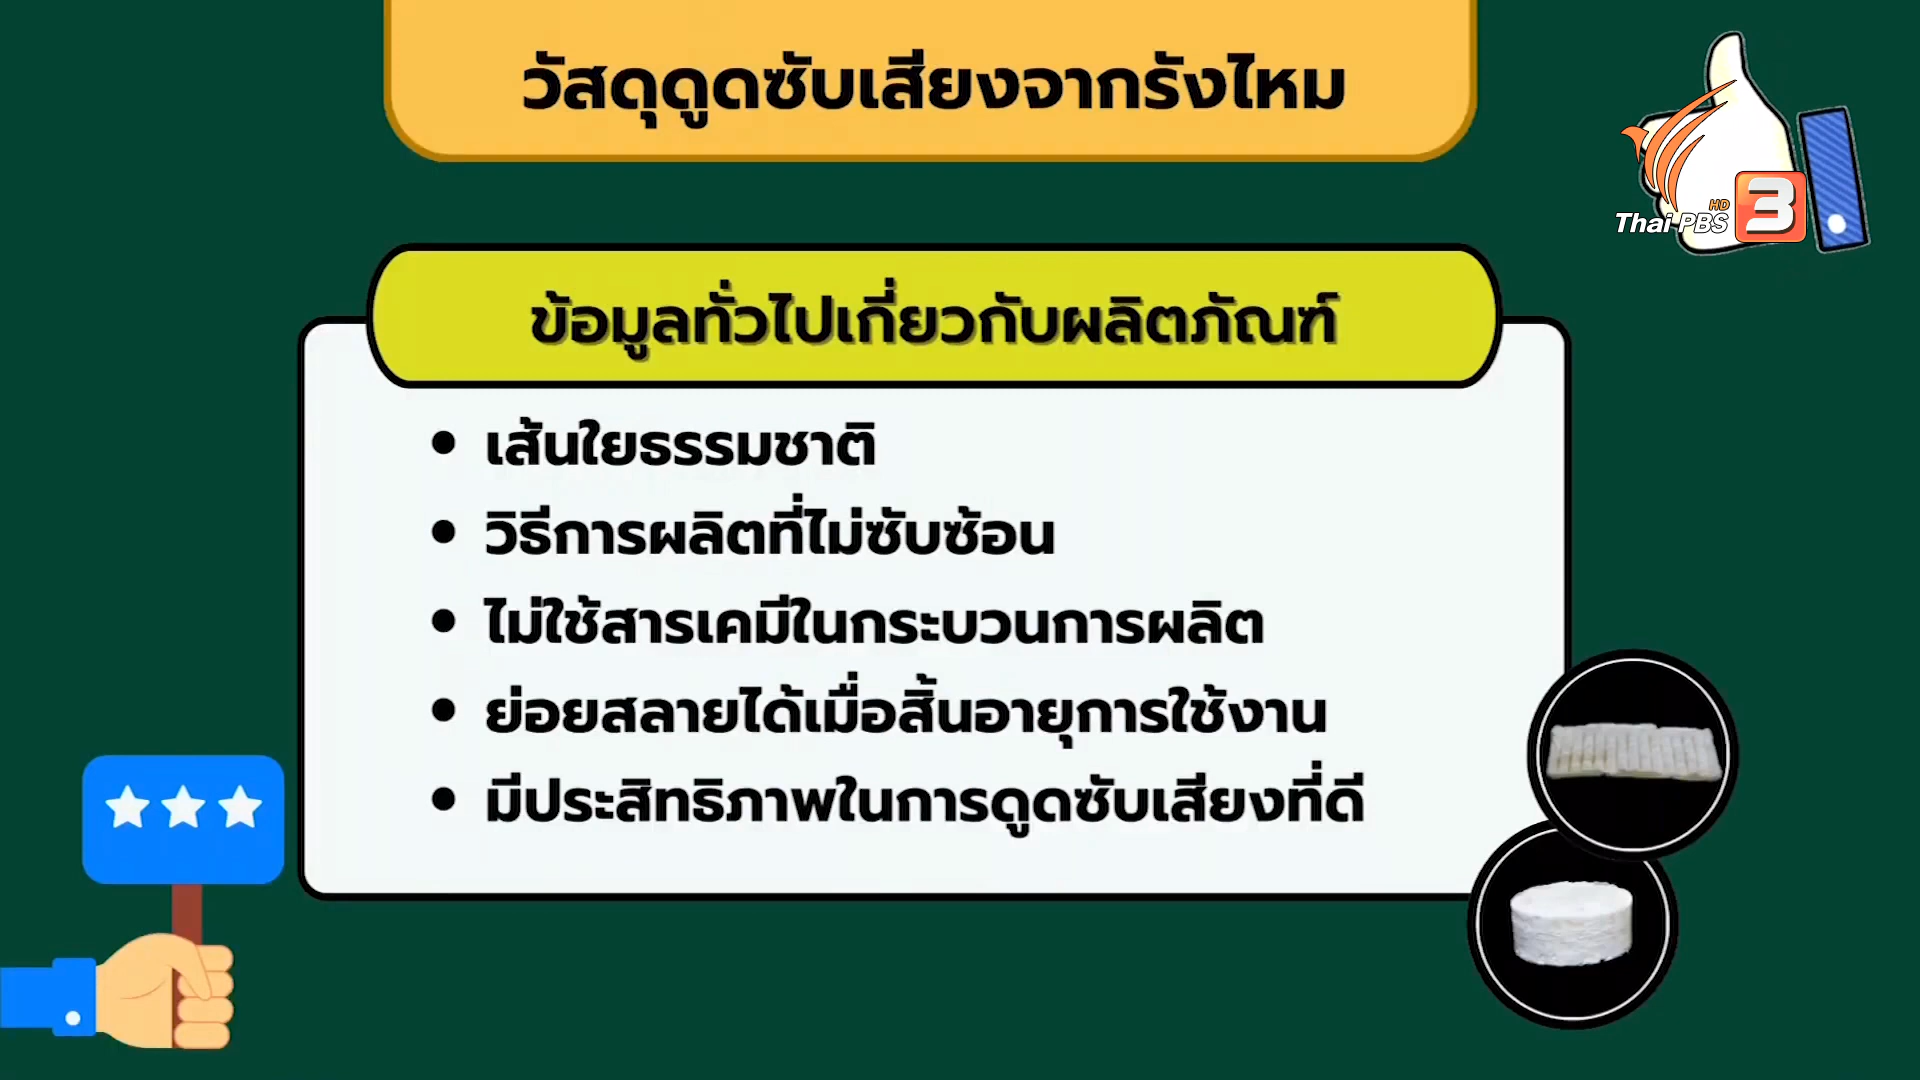 วัสดุดูดซับเสียงจากรังไหม
HD
Thai PBS 3
ข้อมูลทั่วไปเกี่ยวกับผลิตภัณฑ์
• เส้นใยธรรมชาติ
• วิธีการผลิตที่ไม่ซับซ้อน
• ไม่ใช้สารเคมีในกระบวนการผลิต
• ย่อยสลายได้เมื่อสิ้นอายุการใช้งาน
• มีประสิทธิภาพในการดูดซับเสียงที่ดี